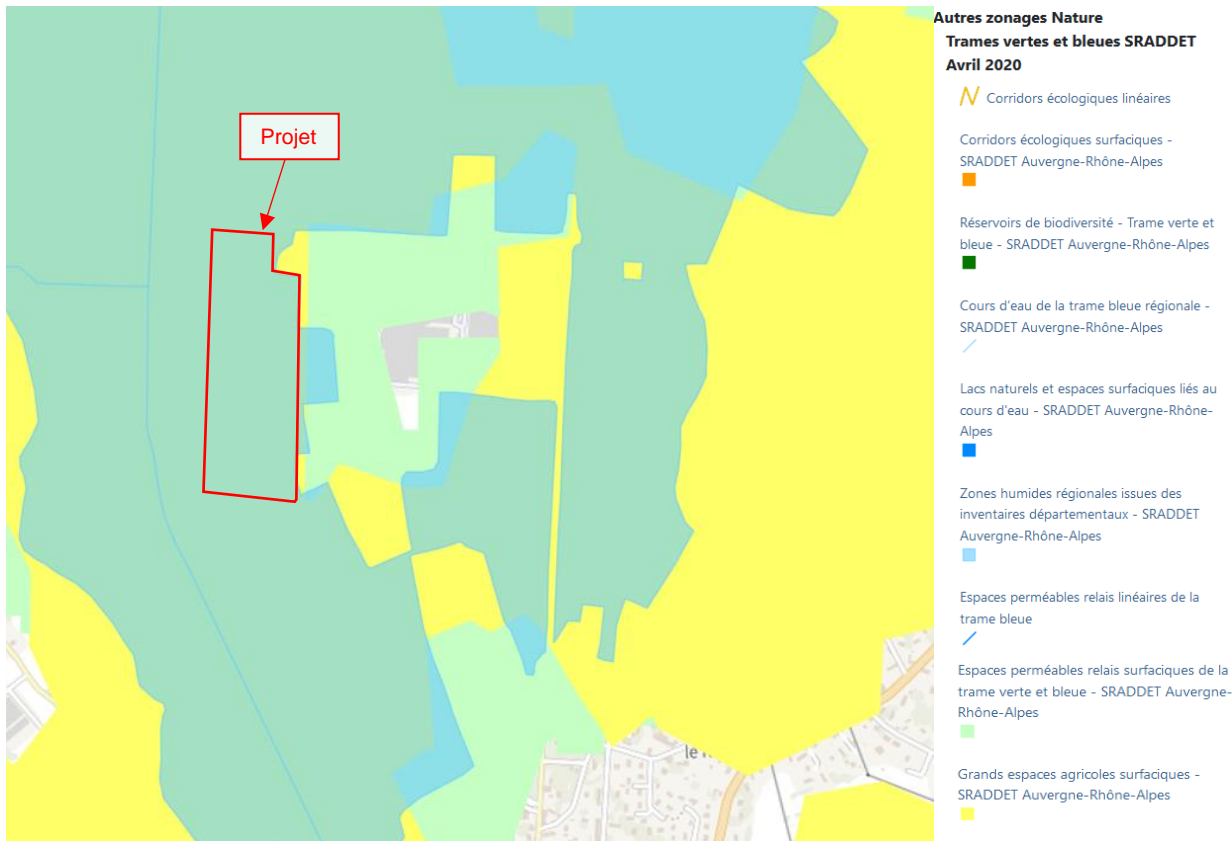 Projet
le
Autres zonages Nature
Trames vertes et bleues SRADDET
Avril 2020
Corridors écologiques linéaires
Corridors écologiques surfaciques -
SRADDET Auvergne-Rhône-Alpes
Réservoirs de biodiversité - Trame verte et
bleue - SRADDET Auvergne-Rhône-Alpes
Cours d'eau de la trame bleue régionale -
SRADDET Auvergne-Rhône-Alpes
Lacs naturels et espaces surfaciques liés au
cours d'eau - SRADDET Auvergne-Rhône-
Alpes
Zones humides régionales issues des
inventaires départementaux - SRADDET
Auvergne-Rhône-Alpes
Espaces perméables relais linéaires de la
trame bleue
Espaces perméables relais surfaciques de la
trame verte et bleue - SRADDET Auvergne-
Rhône-Alpes
Grands espaces agricoles surfaciques -
SRADDET Auvergne-Rhône-Alpes